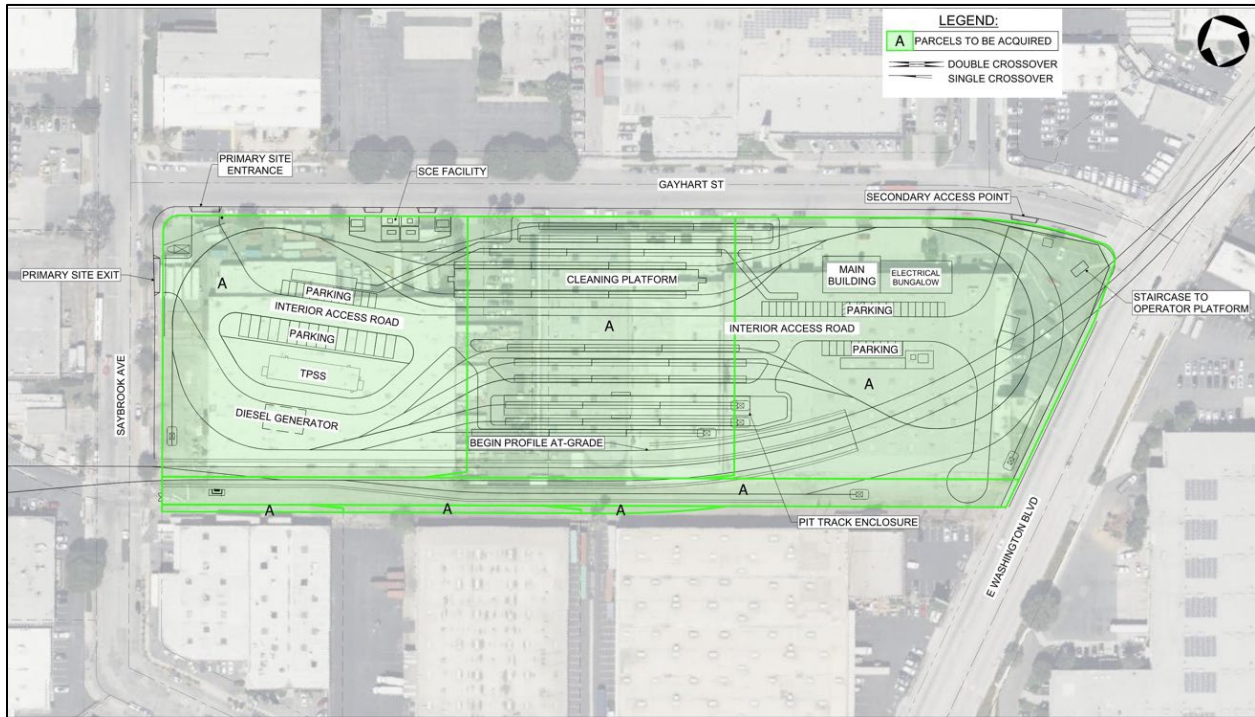 LEGEND:
A PARCELS TO BE ACQUIRED
DOUBLE CROSSOVER
SINGLE CROSSOVER
PRIMARY SITE
ENTRANCE
SCE FACILITY
GAYHART ST
SECONDARY ACCESS POINT
PRIMARY SITE EXIT
A
PARKING
INTERIOR ACCESS ROAD
PARKING
TPSS
DIESEL GENERATOR
SAYBROOK AVE
CLEANING PLATFORM
A
BEGIN PROFILE AT-GRADE
MAIN
BUILDING
ELECTRICAL
BUNGALOW
PARKING
INTERIOR ACCESS ROAD
PARKING
A
STAIRCASE TO
OPERATOR PLATFORM
A
A
A
A
PIT TRACK ENCLOSURE
E WASHINGTON BLVD